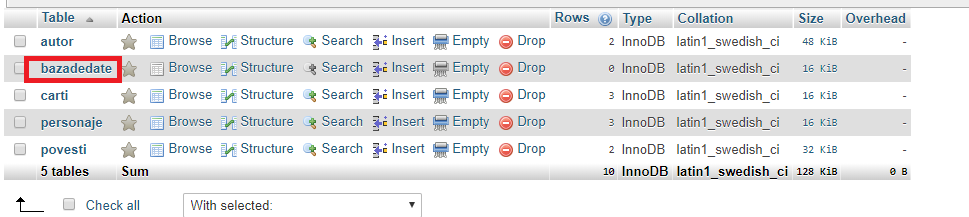 Table Action Rows Type Collation Size Overhead
autor Browse Structure Search Insert Empty Drop 2 InnoDB latin1_swedish_ci 48 KiB -
bazadedate Browse Structure Search Insert Empty Drop 0 InnoDB latin1_swedish_ci 16 KiB -
carti Browse Structure Search Insert Empty Drop 3 InnoDB latin1_swedish_ci 16 KiB -
personaje Browse Structure Search Insert Empty Drop 3 InnoDB latin1_swedish_ci 16 KiB -
povesti Browse Structure Search Insert Empty Drop 2 InnoDB latin1_swedish_ci 32 KiB -
5 tables Sum 10 InnoDB latin1_swedish_ci 128 KiB 0 B
Check all With selected: